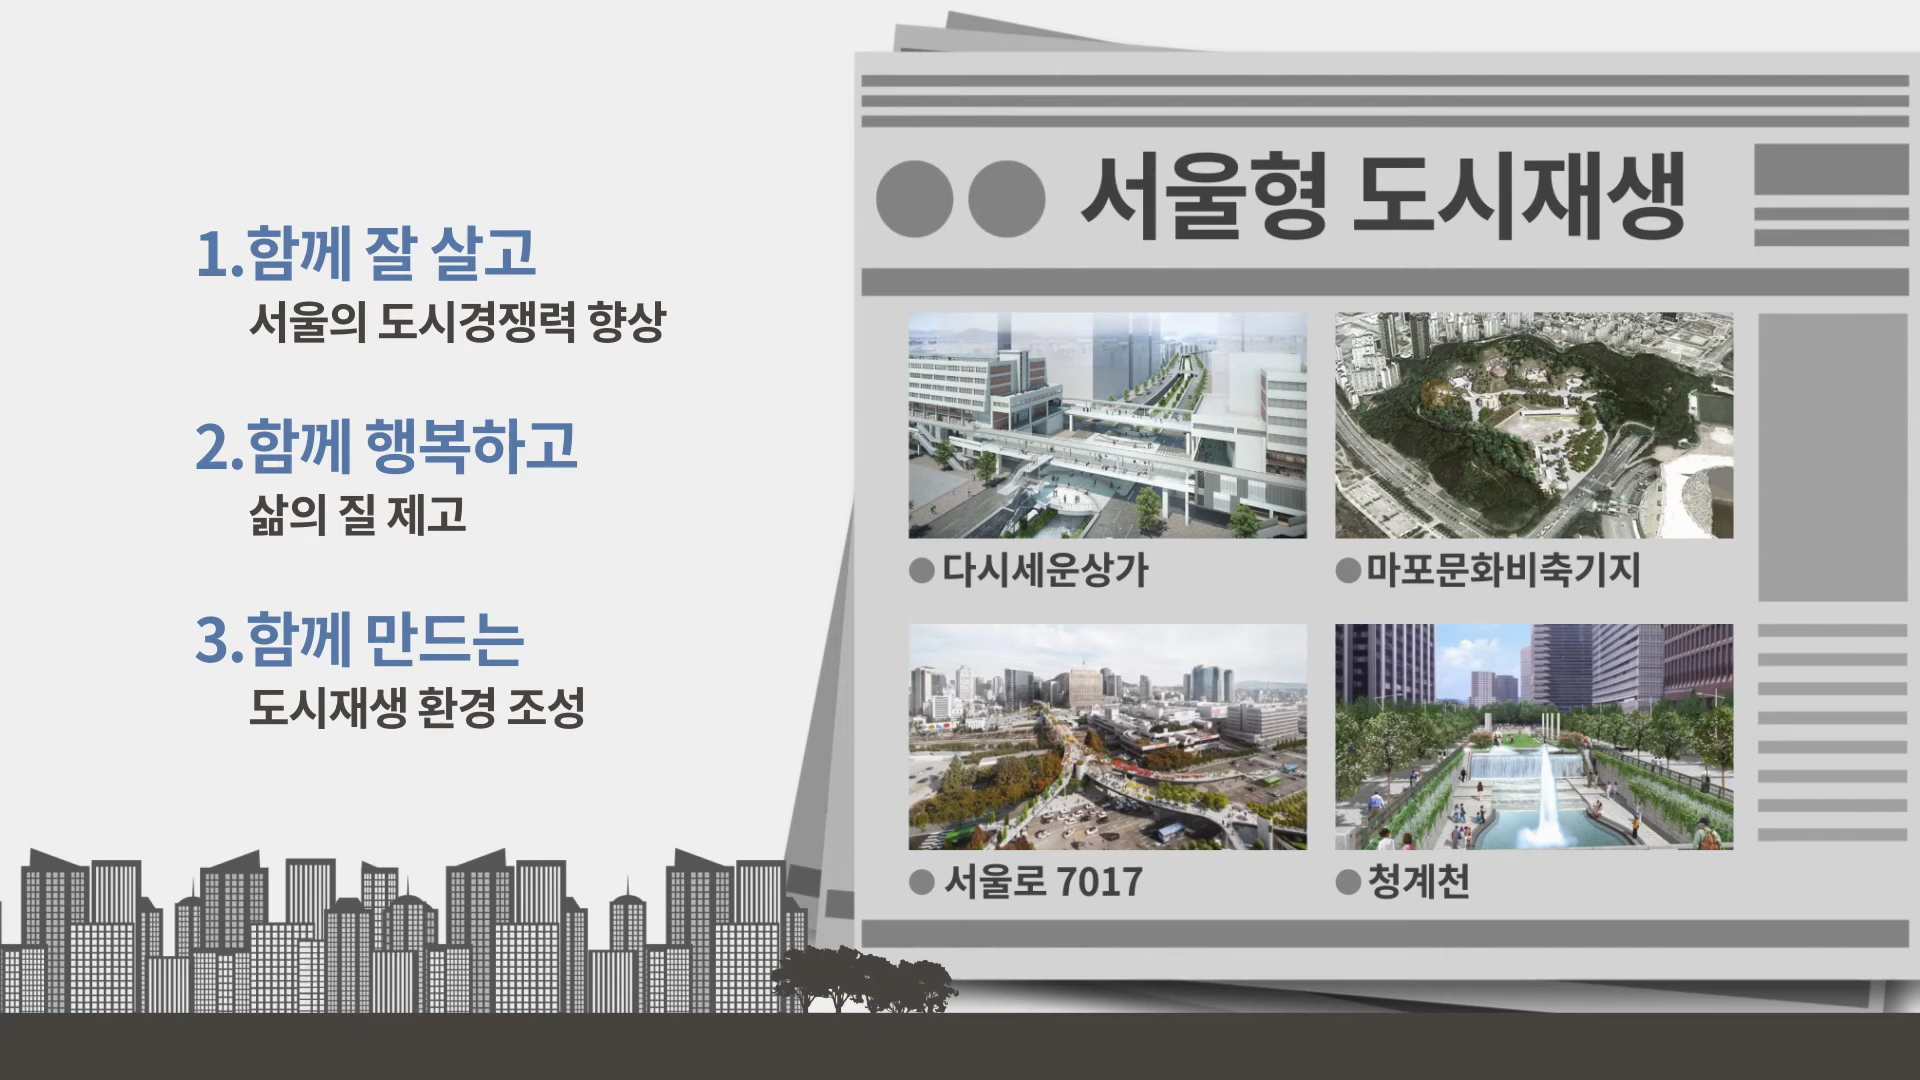 1.함께 잘 살고
서울의 도시경쟁력 향상
2.함께 행복하고
삶의 질 제고
3.함께 만드는
도시재생 환경 조성
서울형 도시재생
다시세운상가
마포문화비축기지
서울로 7017
청계천